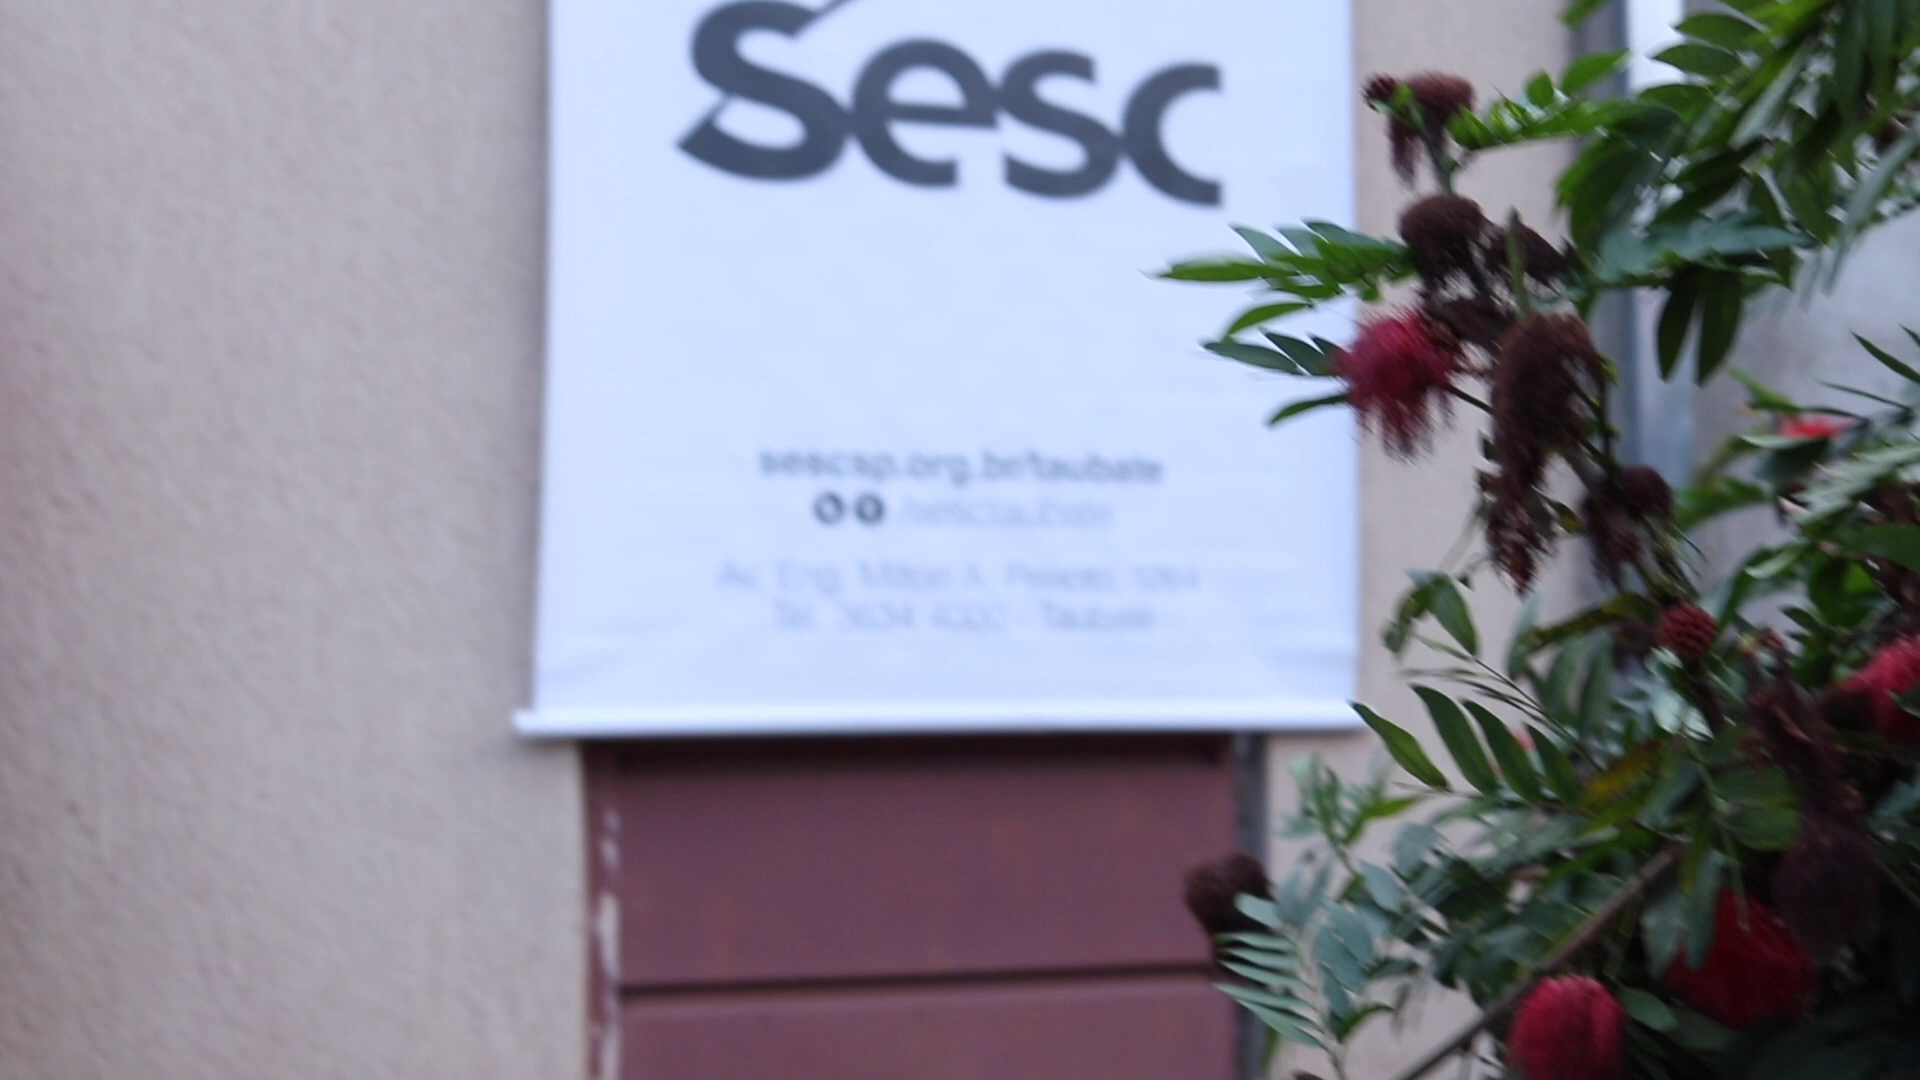 Sesc
sescsp.org.br/taubate
/sesctaubate
Av. Eng. Milton A. Peixoto, 1264
Tel. 3634 4000 - Taubaté